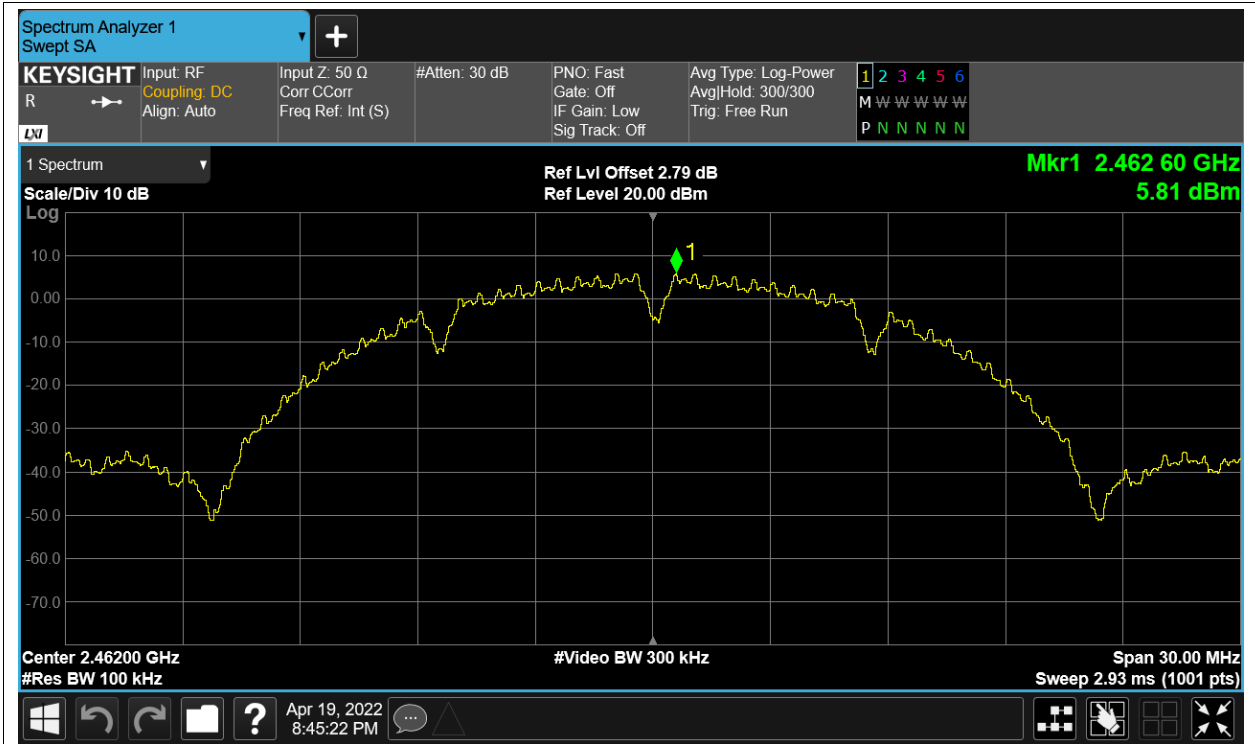 Spectrum Analyzer 1
Swept SA
KEYSIGHT
R
LXI
Input: RF
Coupling: DC
Align: Auto
Input Z: 50 Ω
Corr CCorr
Freq Ref: Int (S)
#Atten: 30 dB
PNO: Fast
Gate: Off
IF Gain: Low
Sig Track: Off
Avg Type: Log-Power
Avg|Hold: 300/300
Trig: Free Run
1 2 3 4 5 6
M W W W W W
P N N N N N
1 Spectrum
Scale/Div 10 dB
Log
Ref Lvl Offset 2.79 dB
Ref Level 20.00 dBm
Mkr1 2.462 60 GHz
5.81 dBm
1
10.0
0.00
-10.0
-20.0
-30.0
-40.0
-50.0
-60.0
-70.0
Center 2.46200 GHz
#Res BW 100 kHz
#Video BW 300 kHz
Span 30.00 MHz
Sweep 2.93 ms (1001 pts)
?
Apr 19, 2022
8:45:22 PM